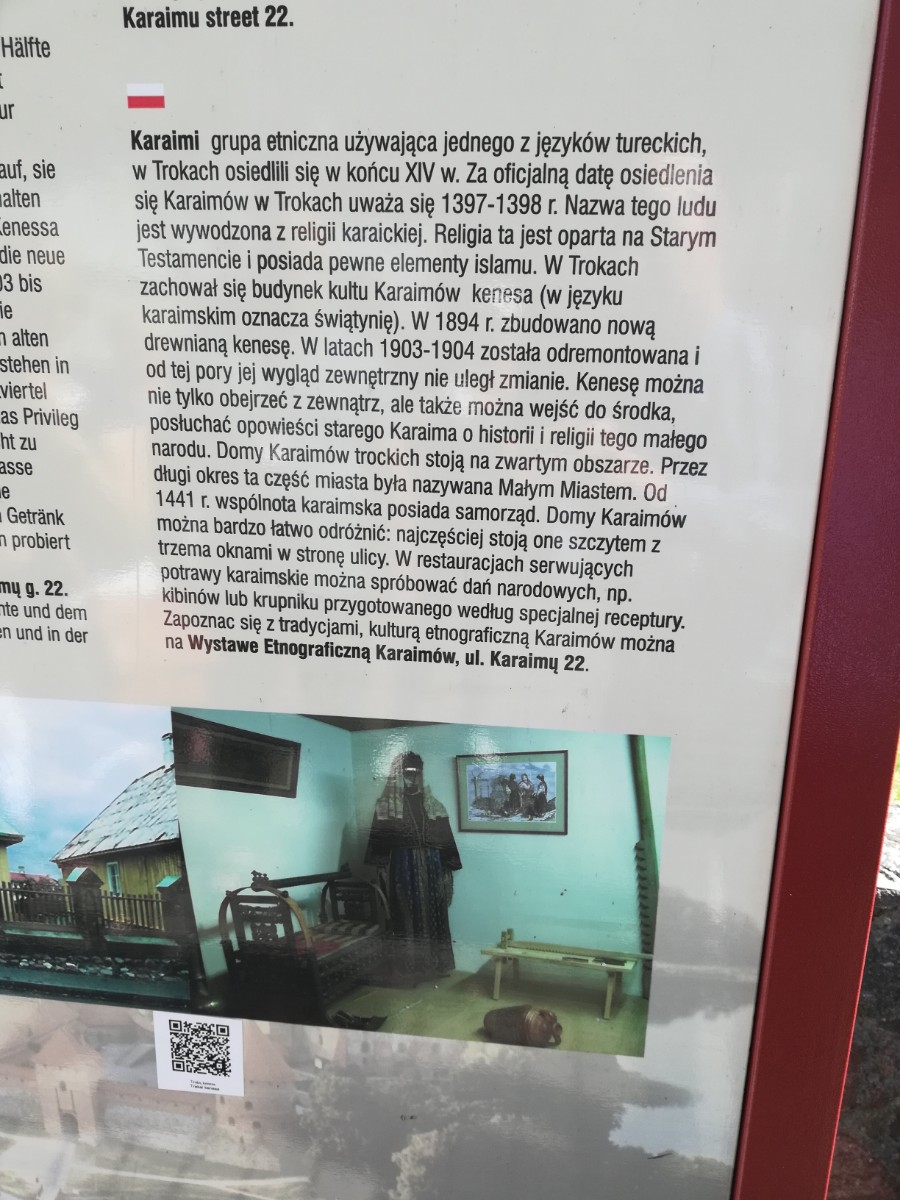 Karaimu street 22.
Hälfte
ur
auf, sie
alten
Kenessa
die neue
03 bis
ie
n alten
stehen in
viertel
as Privileg
ht zu
asse
e
Getränk
n probiert
mų g. 22.
nte und dem
en und in der
Karaimi grupa etniczna używająca jednego z języków tureckich,
w Trokach osiedlili się w końcu XIV w. Za oficjalną datę osiedlenia
się Karaimów w Trokach uważa się 1397-1398 r. Nazwa tego ludu
jest wywodzona z religii karaickiej. Religia ta jest oparta na Starym
Testamencie i posiada pewne elementy islamu. W Trokach
zachował się budynek kultu Karaimów kenesa (w języku
karaimskim oznacza świątynię). W 1894 r. zbudowano nową
drewnianą kenesę. W latach 1903-1904 została odremontowana i
od tej pory jej wygląd zewnętrzny nie uległ zmianie. Kenesę można
nie tylko obejrzeć z zewnątrz, ale także można wejść do środka,
posłuchać opowieści starego Karaima o historii i religii tego małego
narodu. Domy Karaimów trockich stoją na zwartym obszarze. Przez
długi okres ta część miasta była nazywana Małym Miastem. Od
1441 r. wspólnota karaimska posiada samorząd. Domy Karaimów
można bardzo łatwo odróżnić: najczęściej stoją one szczytem z
trzema oknami w stronę ulicy. W restauracjach serwujących
potrawy karaimskie można spróbować dań narodowych, np.
kibinów lub krupniku przygotowanego według specjalnej receptury.
Zapoznac się z tradycjami, kulturą etnograficzną Karaimów można
na Wystawe Etnograficzną Karaimów, ul. Karaimų 22.